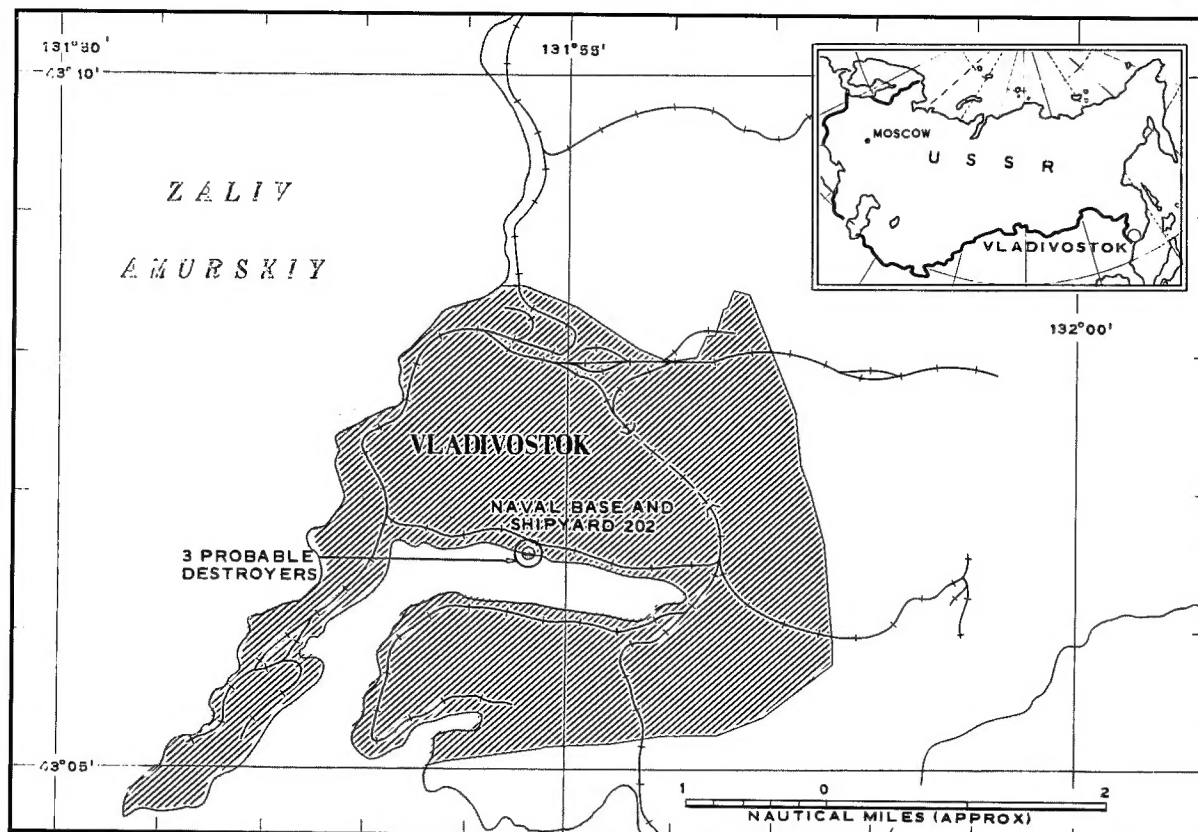 131°50'
131°55'
43°10'
ZALIV
AMURSKIY
MOSCOW
U S S R
VLADIVOSTOK
132°00'
VLADIVOSTOK
NAVAL BASE AND
SHIPYARD 202
3 PROBABLE
DESTROYERS
43°05'
1 0 2
NAUTICAL MILES (APPROX)